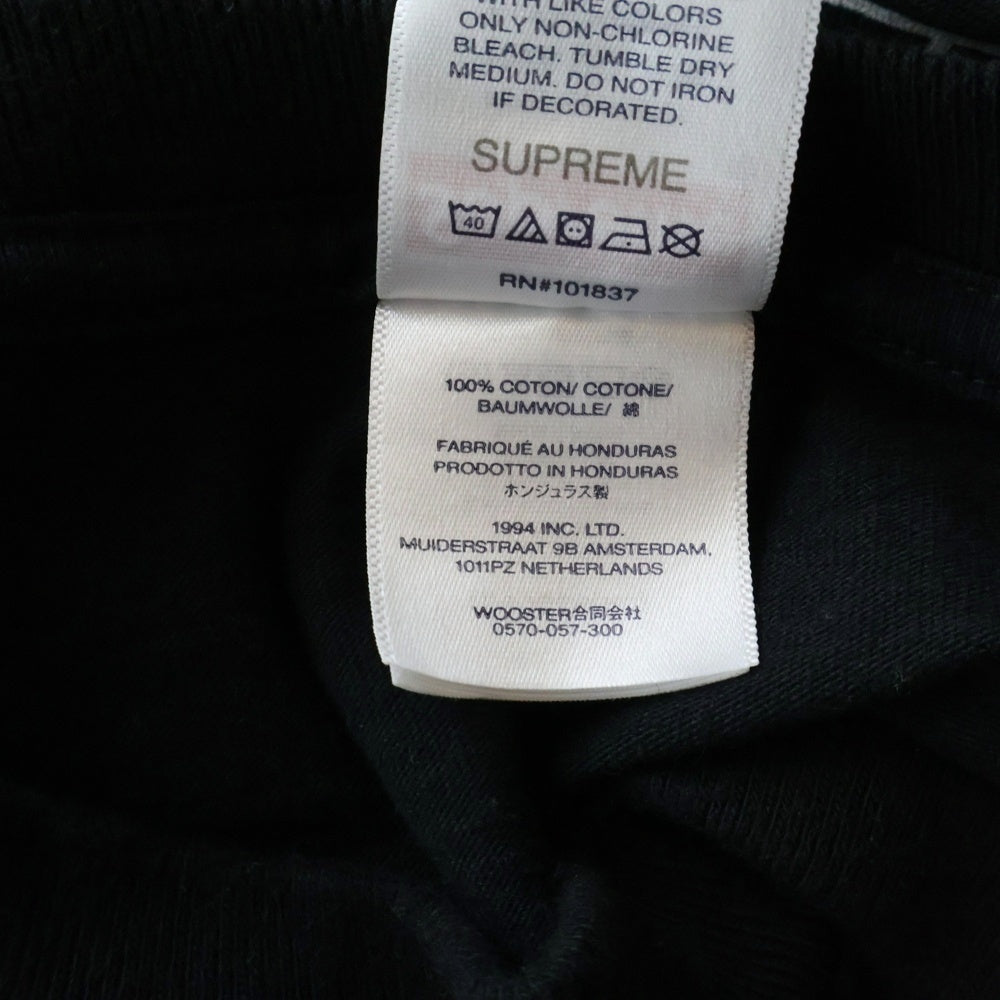 WITH LIKE COLORS
ONLY NON-CHLORINE
BLEACH. TUMBLE DRY
MEDIUM. DO NOT IRON
IF DECORATED.
SUPREME
40
RN#101837
100% COTON/ COTONE/
BAUMWOLLE/ 綿
FABRIQUÉ AU HONDURAS
PRODOTTO IN HONDURAS
ホンジュラス製
1994 INC. LTD.
MUIDERSTRAAT 9B AMSTERDAM,
1011PZ NETHERLANDS
WOOSTER合同会社
0570-057-300